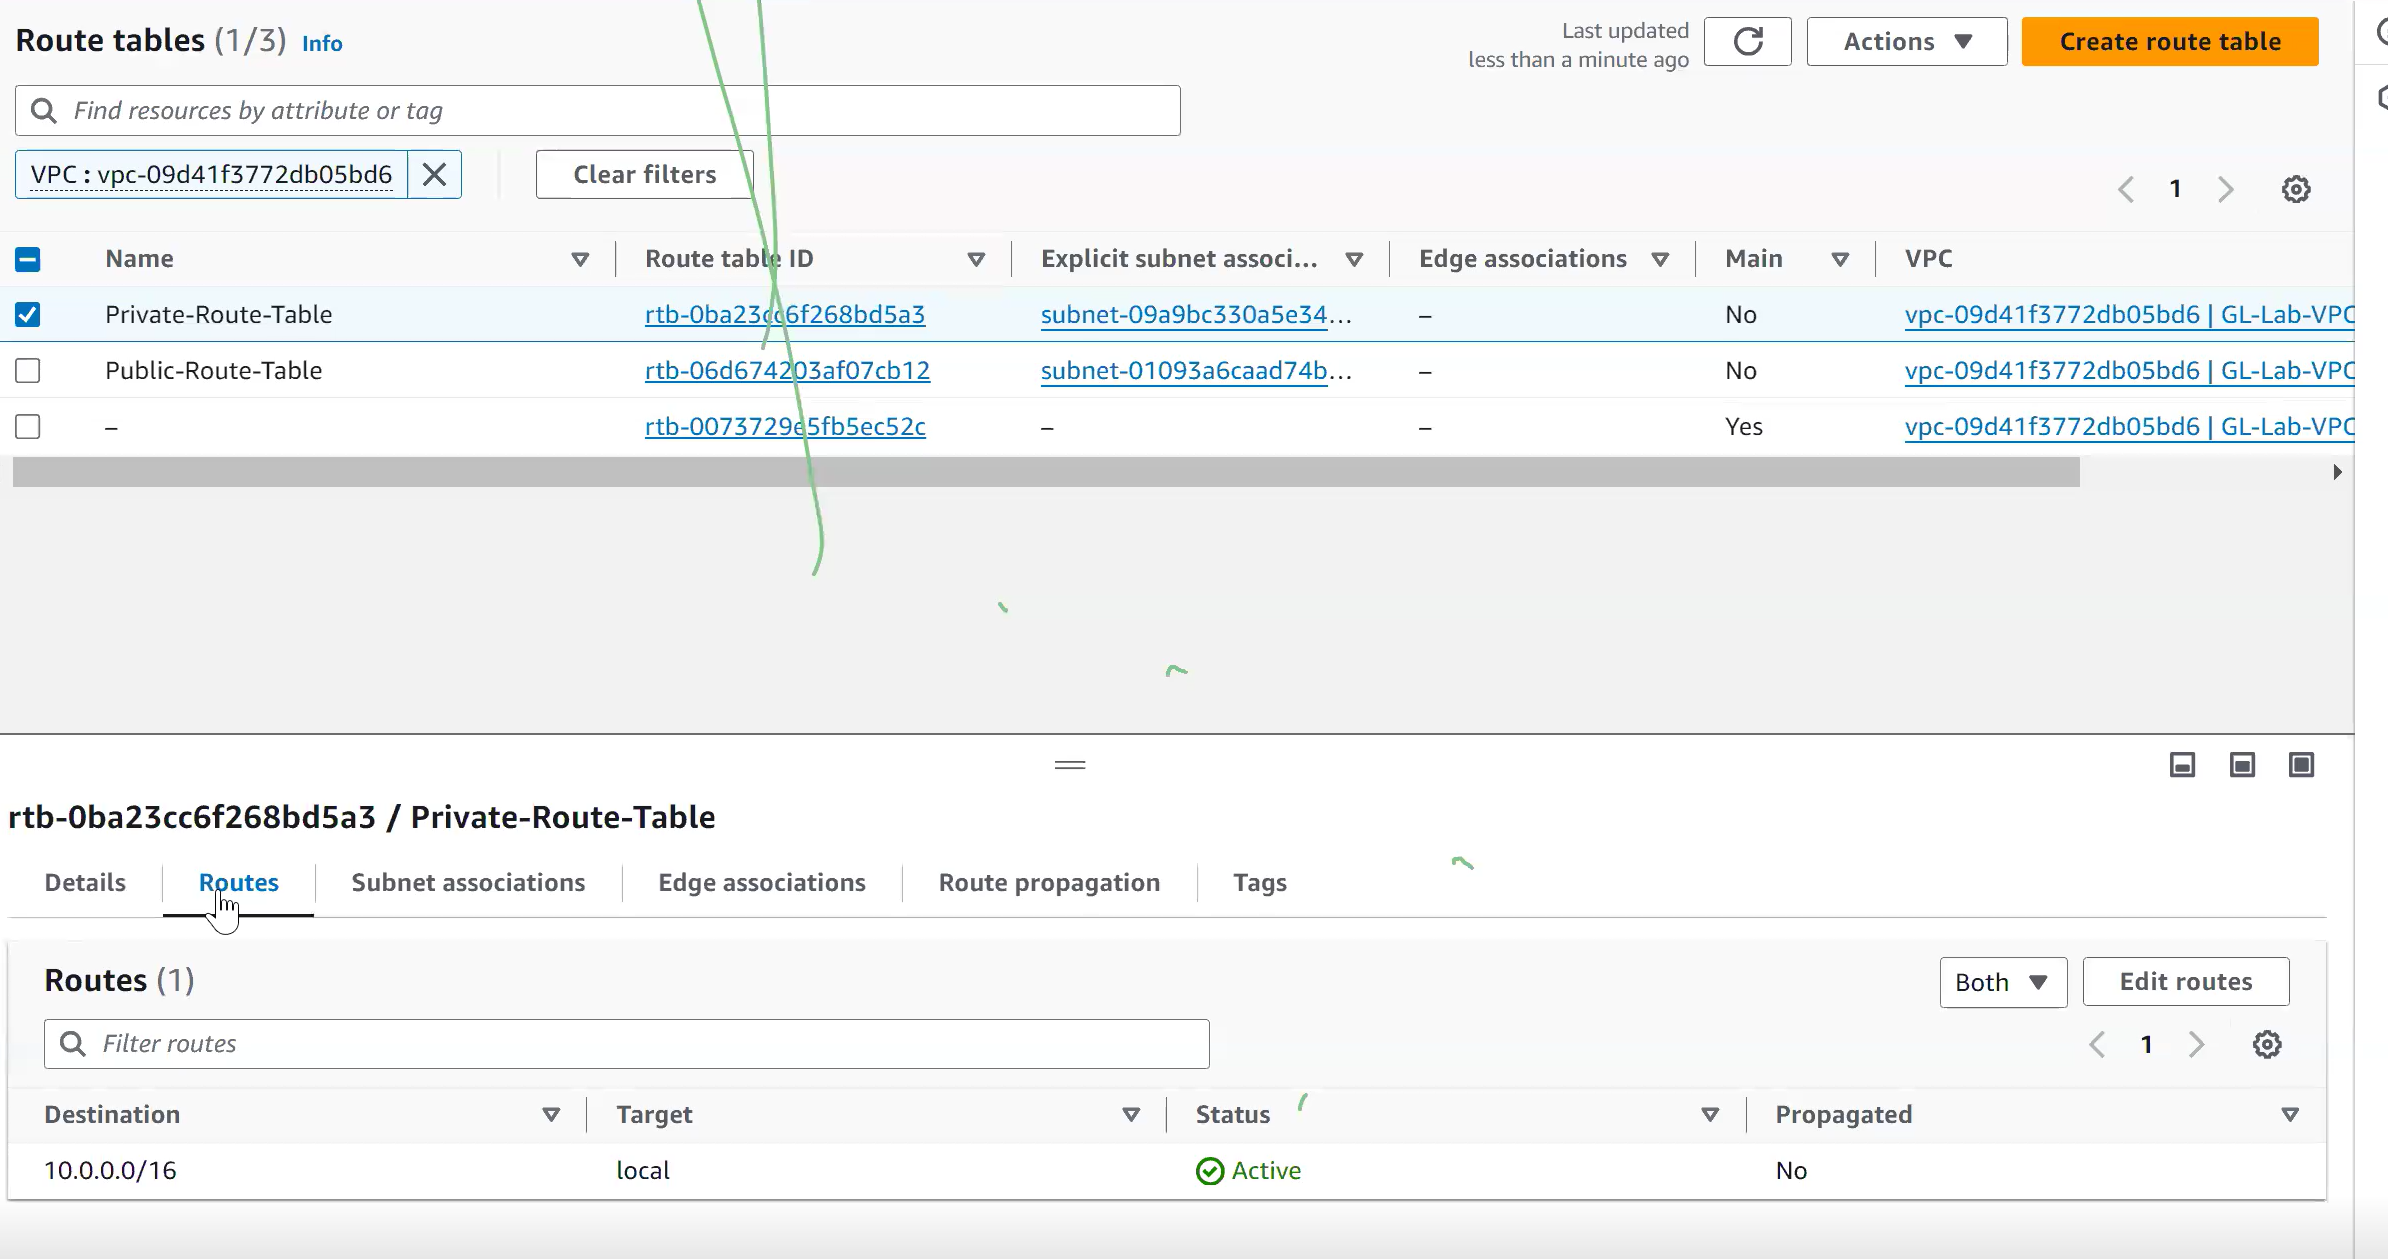 Route tables (1/3) Info
Last updated
less than a minute ago
Actions
Create route table
Find resources by attribute or tag
VPC : vpc-09d41f3772db05bd6
Clear filters
1
Name Route table ID Explicit subnet associ... Edge associations Main VPC
Private-Route-Table rtb-0ba23cc6f268bd5a3 subnet-09a9bc330a5e34... – No vpc-09d41f3772db05bd6 | GL-Lab-VPC
Public-Route-Table rtb-06d674203af07cb12 subnet-01093a6caad74b... – No vpc-09d41f3772db05bd6 | GL-Lab-VPC
– rtb-0073729e5fb5ec52c – – Yes vpc-09d41f3772db05bd6 | GL-Lab-VPC
rtb-0ba23cc6f268bd5a3 / Private-Route-Table
Details Routes Subnet associations Edge associations Route propagation Tags
Routes (1)
Both
Edit routes
Filter routes
1
Destination Target Status Propagated
10.0.0.0/16 local Active No